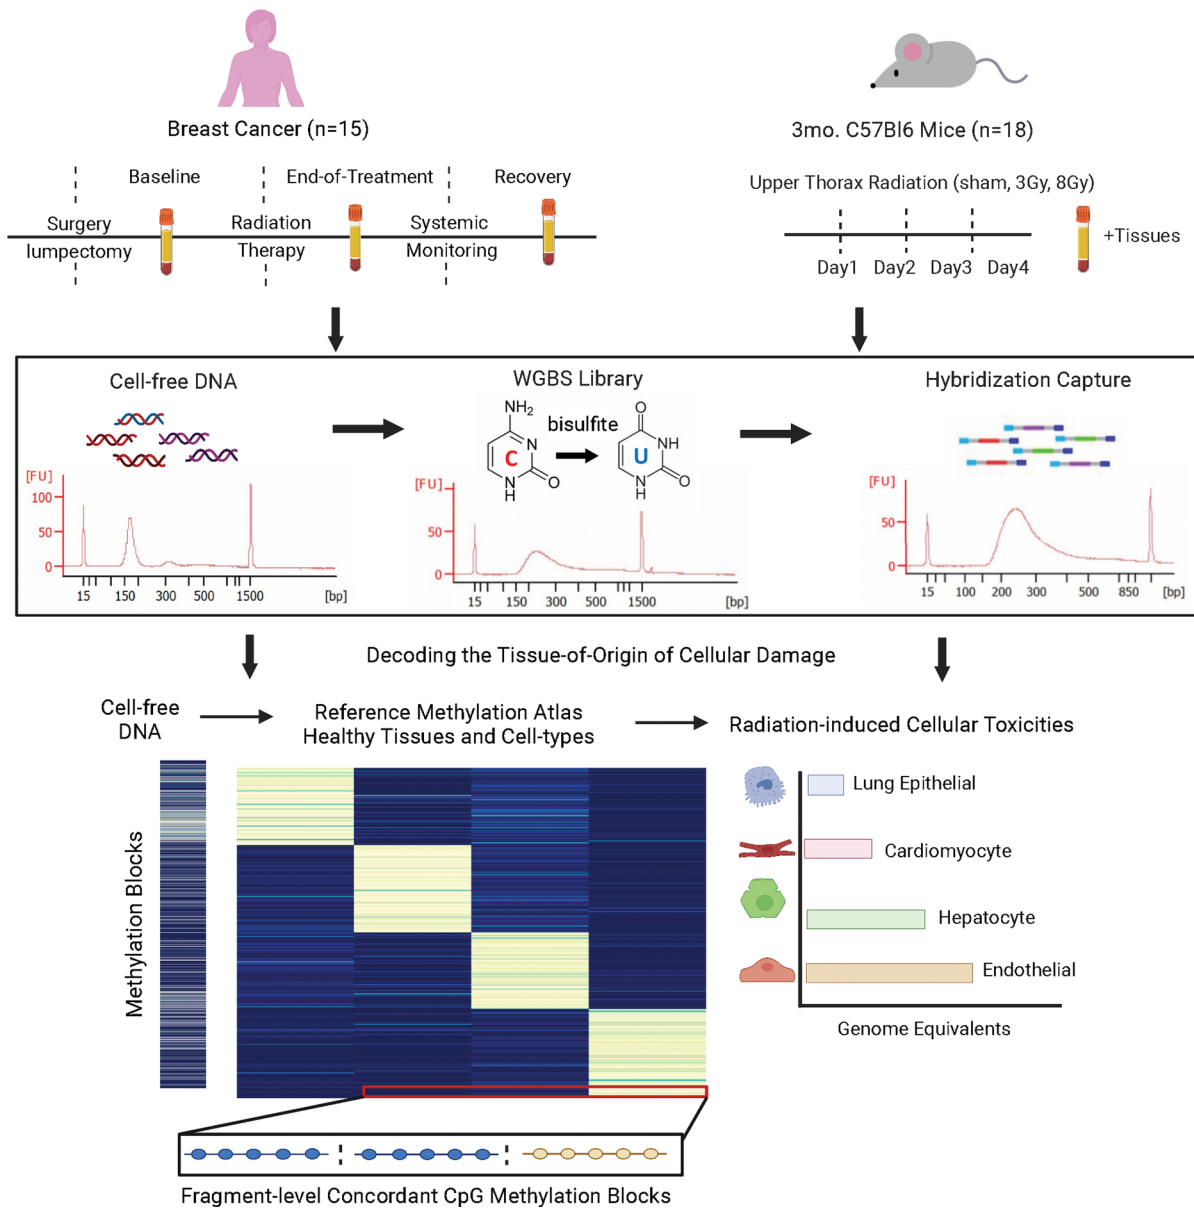 Breast Cancer (n=15)
3mo. C57Bl6 Mice (n=18)
Baseline
End-of-Treatment
Recovery
Surgery
lumpectomy
Radiation
Therapy
Systemic
Monitoring
Upper Thorax Radiation (sham, 3Gy, 8Gy)
+Tissues
Day1 Day2 Day3 Day4
Cell-free DNA
[FU]
100
50
0
15 150 300 500 1500 [bp]
WGBS Library
NH₂
N
C
O
NH
bisulfite
O
NH
U
O
NH
[FU]
50
0
15 150 300 500 1500 [bp]
Hybridization Capture
[FU]
50
0
15 100 200 300 500 850 [bp]
Decoding the Tissue-of-Origin of Cellular Damage
Cell-free
DNA
Reference Methylation Atlas
Healthy Tissues and Cell-types
Radiation-induced Cellular Toxicities
Methylation Blocks
Lung Epithelial
Cardiomyocyte
Hepatocyte
Endothelial
Genome Equivalents
Fragment-level Concordant CpG Methylation Blocks